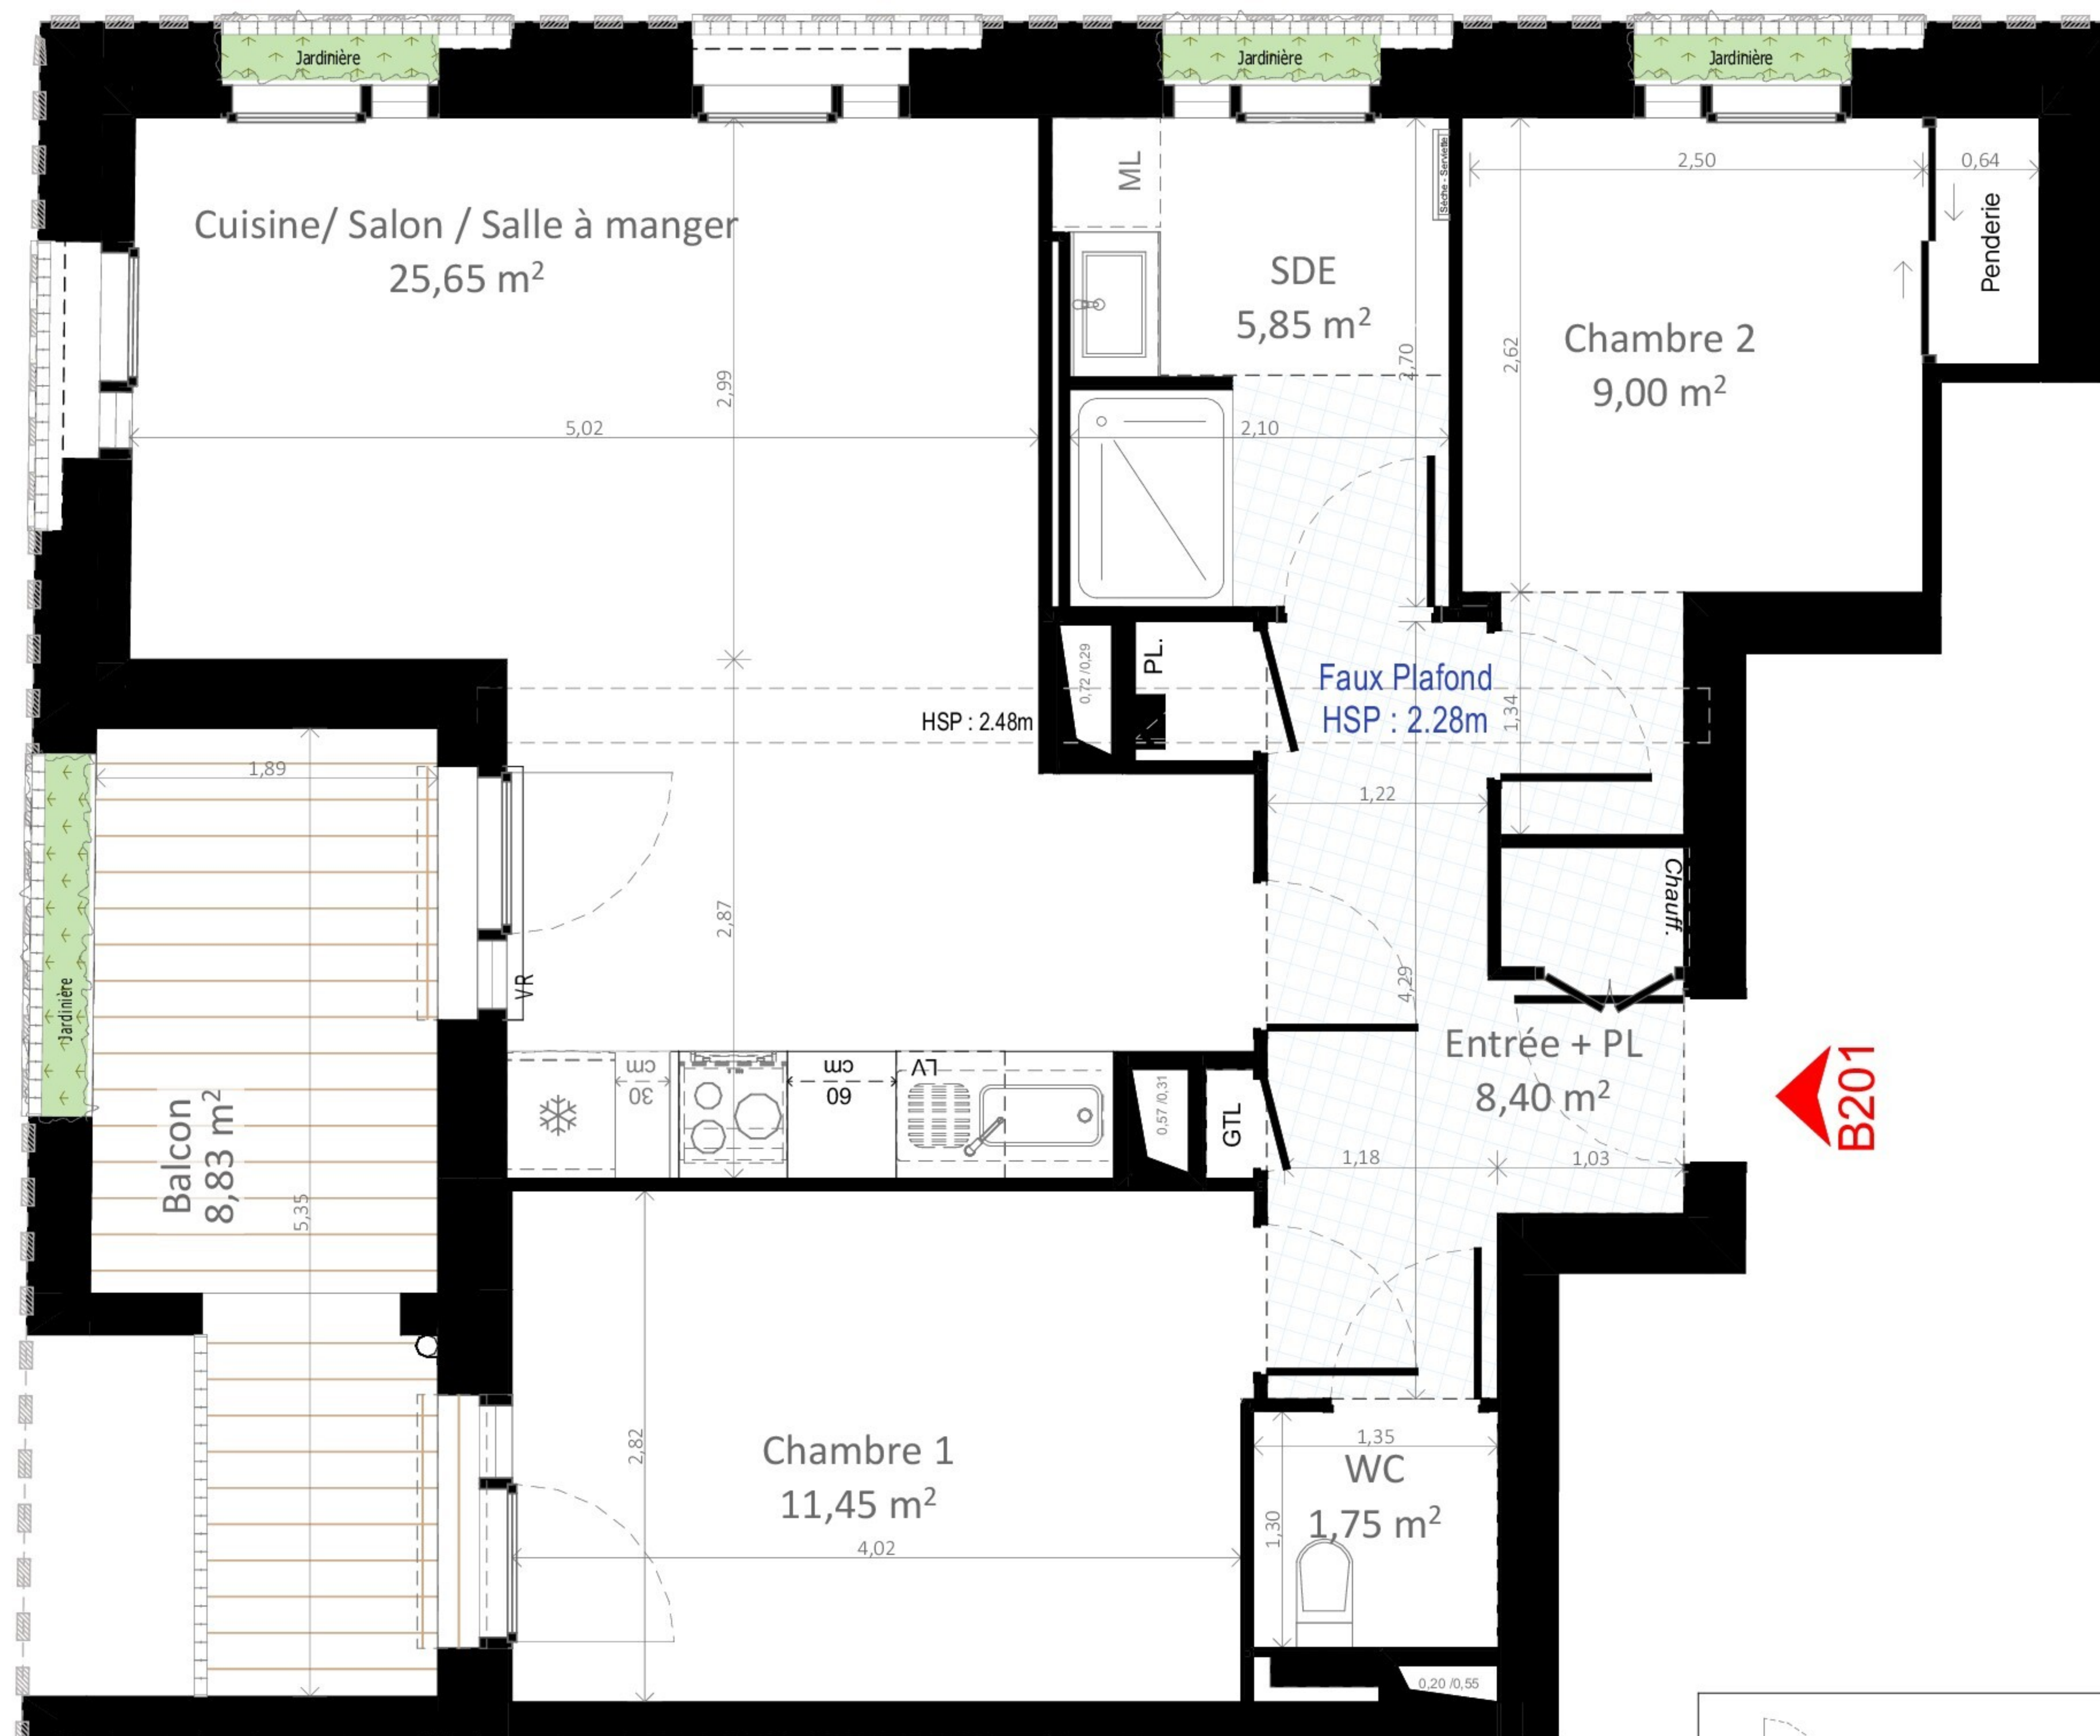 Jardinière
Jardinière
Jardinière
Cuisine/ Salon / Salle à manger
25,65 m²
2,99
5,02
ML
Sèche - Serviette
SDE
5,85 m²
2,70
2,10
2,50
0,64
Penderie
Chambre 2
9,00 m²
2,62
0,72 /0,29
PL.
Faux Plafond
HSP : 2.28m
HSP : 2.48m
1,34
1,89
1,22
Chauff.
2,87
VR
4,29
Jardinière
Entrée + PL
8,40 m²
B201
30
cm
60
cm
LV
0,57 /0,31
GTL
1,18
1,03
Balcon
8,83 m²
5,35
2,82
Chambre 1
11,45 m²
4,02
1,35
WC
1,75 m²
1,30
0,20 /0,55